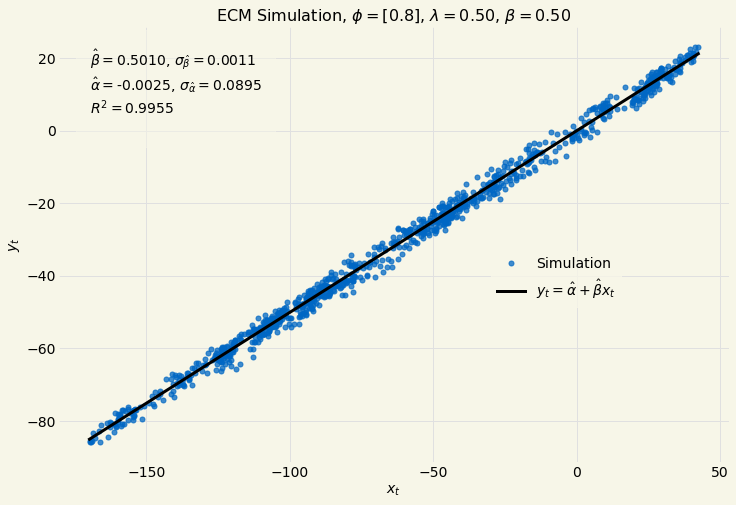 ECM Simulation, ϕ = [0.8], λ = 0.50, β = 0.50
β̂ = 0.5010, σ_β̂ = 0.0011
α̂ = -0.0025, σ_α̂ = 0.0895
R² = 0.9955
20
0
−20
−40
−60
−80
y_t
Simulation
y_t = α̂ + β̂x_t
−150
−100
−50
0
50
x_t